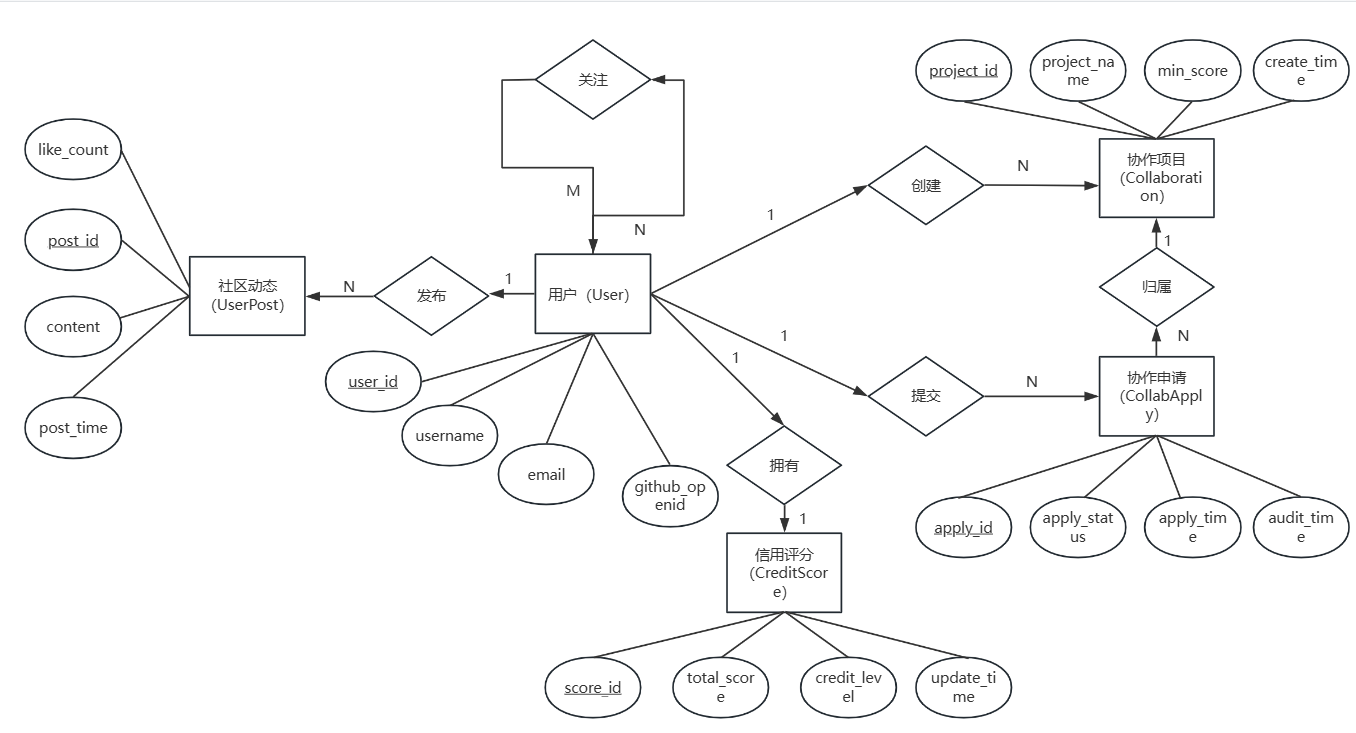 project_id
project_na
me
min_score
create_tim
e
关注
like_count
协作项目
(Collaborati
on)
创建
N
M
1
post_id
N
1
社区动态
(UserPost)
N
发布
1
用户（User）
归属
content
1
N
user_id
1
协作申请
(CollabAppl
y)
提交
N
post_time
username
拥有
email
github_op
enid
apply_id
apply_stat
us
apply_tim
e
audit_tim
e
1
信用评分
(CreditScor
e)
score_id
total_scor
e
credit_lev
el
update_ti
me